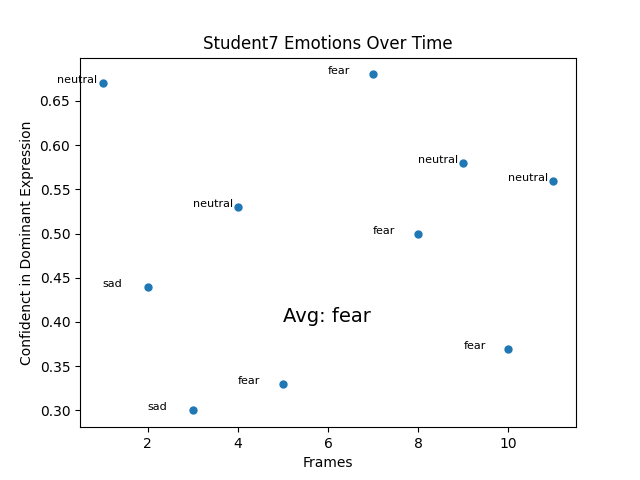 Student7 Emotions Over Time
neutral
fear
0.65
0.60
neutral
neutral
0.55
neutral
0.50
fear
0.45
sad
0.40
Avg: fear
0.35
fear
fear
0.30
sad
2
4
6
8
10
Frames
Confidenct in Dominant Expression